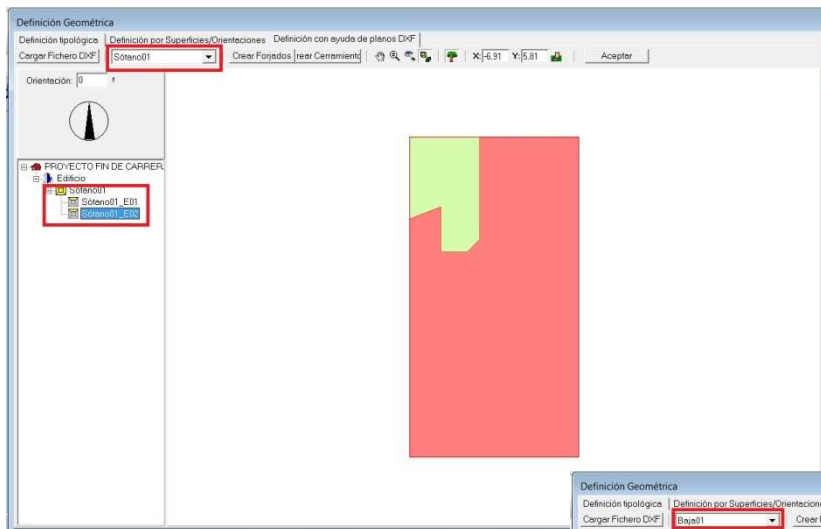 Definición Geométrica
Definición tipológica Definición por Superficies/Orientaciones Definición con ayuda de planos DXF
Cargar Fichero DXF Sótano01 Crear Forjados rear Cerramiento X: -6,91 Y: 5,81 Aceptar
Orientación: 0 º
PROYECTO FIN DE CARRER
Edificio
Sótano01
Sótano01_E01
Sótano01_E02
Definición Geométrica
Definición tipológica Definición por Superficies/Orientacione
Cargar Fichero DXF Baja01 Crear